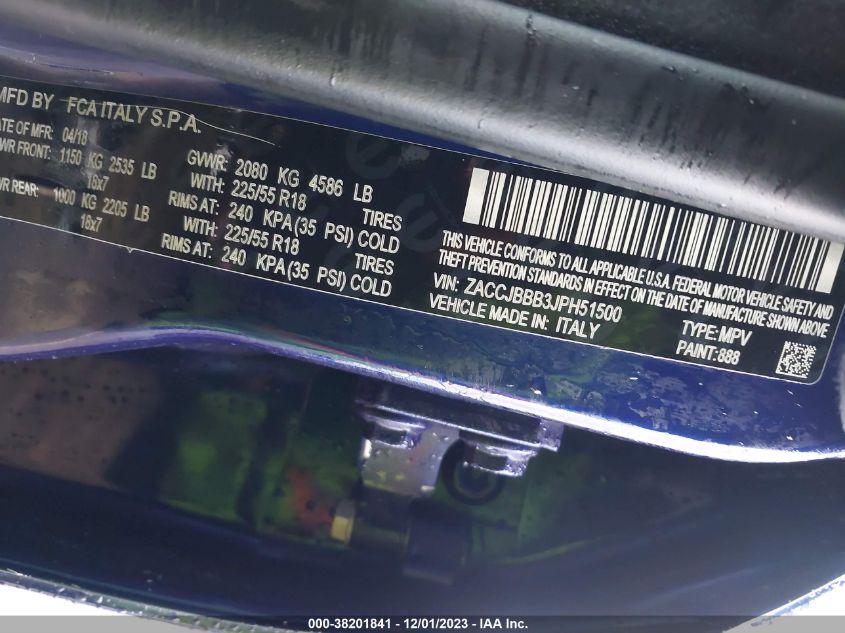 MFD BY FCA ITALY S.P.A.
DATE OF MFR: 04/18 GVWR: 2080 KG 4586 LB
WR FRONT: 1150 KG 2535 LB WITH: 225/55 R18 TIRES
18x7 RIMS AT: 240 KPA(35 PSI) COLD
WR REAR: 1000 KG 2205 LB WITH: 225/55 R18 TIRES
18x7 RIMS AT: 240 KPA(35 PSI) COLD
THIS VEHICLE CONFORMS TO ALL APPLICABLE U.S.A. FEDERAL MOTOR VEHICLE SAFETY AND
THEFT PREVENTION STANDARDS IN EFFECT ON THE DATE OF MANUFACTURE SHOWN ABOVE
VIN: ZACCJBBB3JPH51500 TYPE: MPV
VEHICLE MADE IN: ITALY PAINT: 888
000-38201841 - 12/01/2023 - IAA Inc.